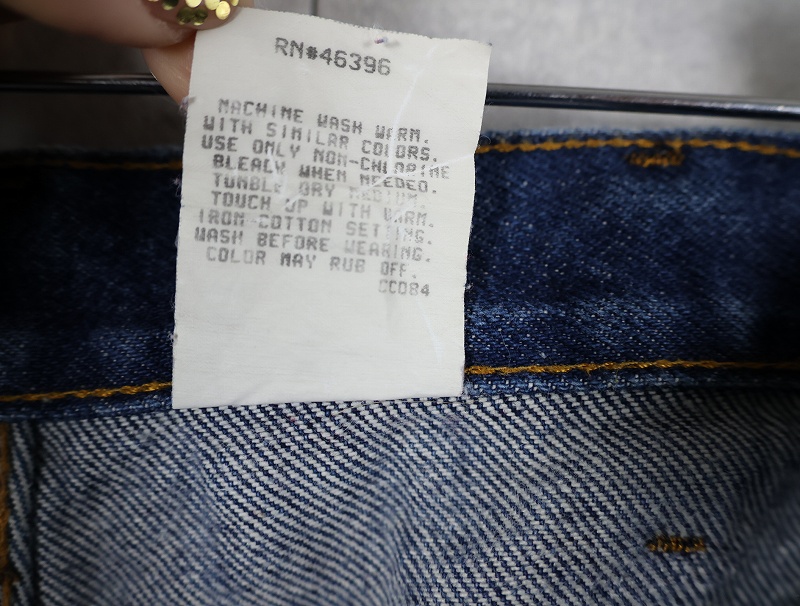 RN#46396
MACHINE WASH WARM.
WITH SIMILAR COLORS.
USE ONLY NON-CHLORINE
BLEACH WHEN NEEDED.
TUMBLE DRY MEDIUM.
TOUCH UP WITH WARM.
IRON-COTTON SETTING.
WASH BEFORE WEARING.
COLOR MAY RUB OFF.
CC084